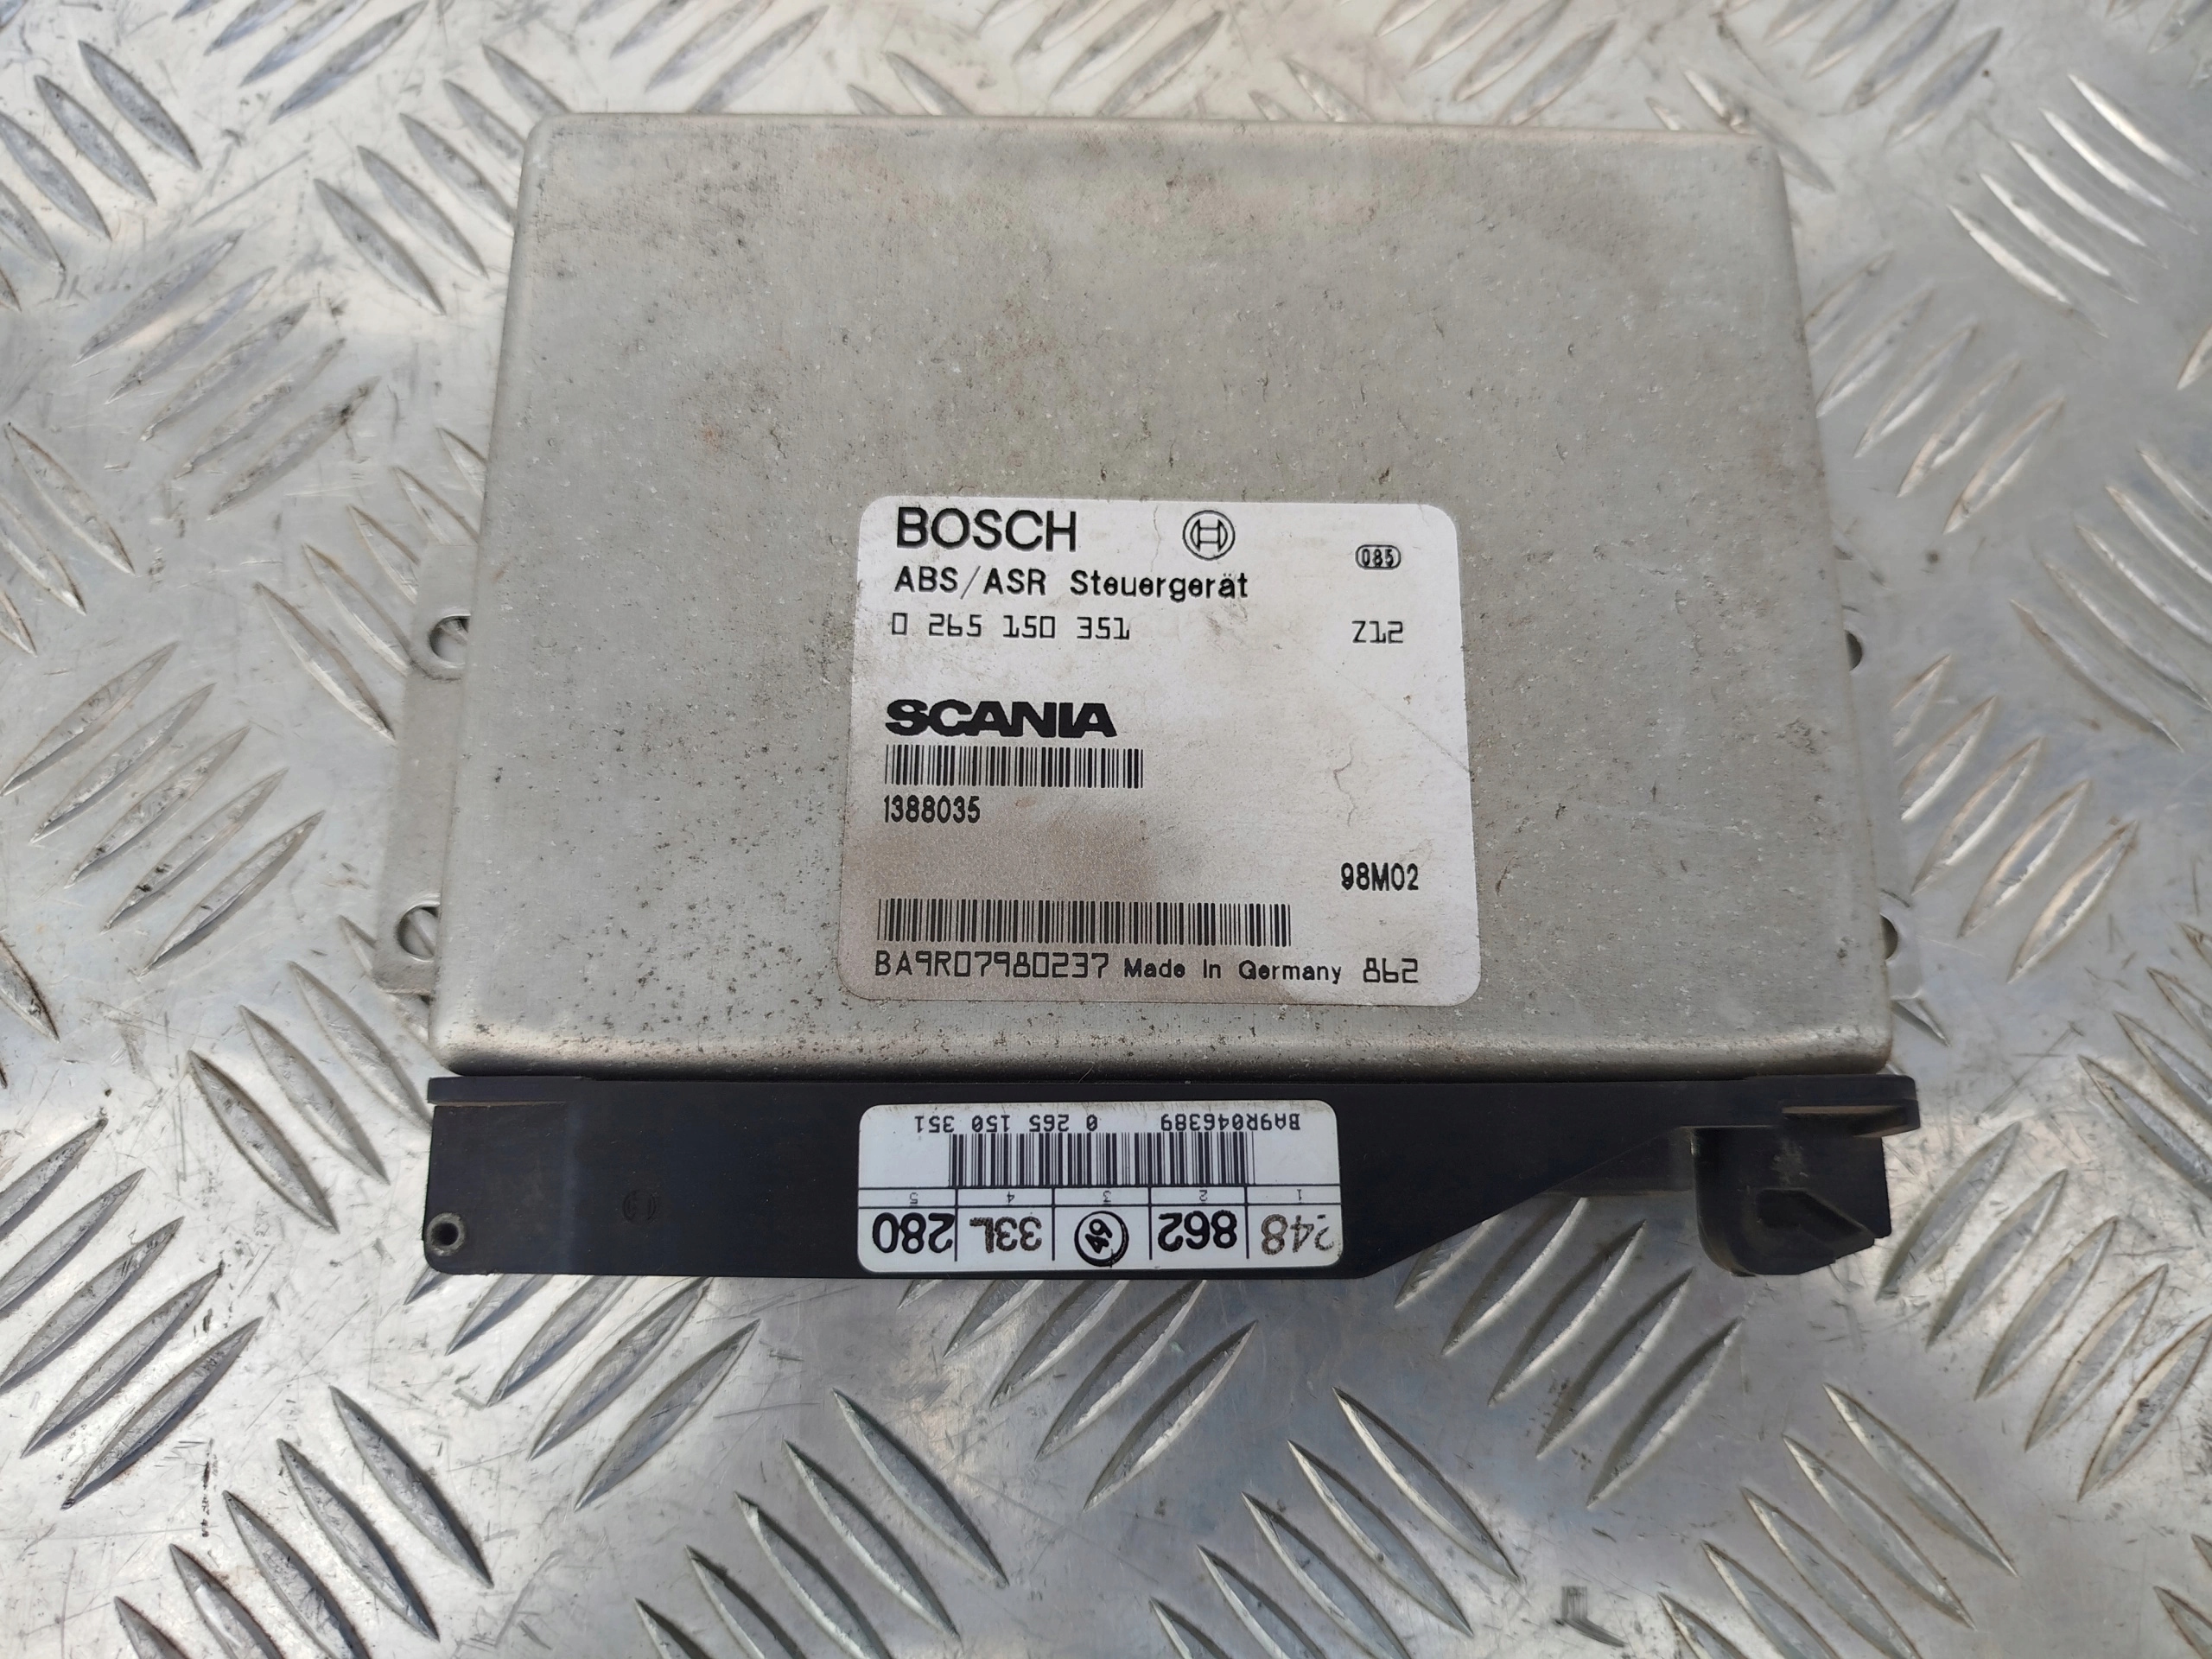 BOSCH
085
ABS/ASR Steuergerät
0 265 150 351 Z12
SCANIA
1388035
98M02
BA9R07980237 Made In Germany 862
BA9R046389 0 265 150 351
1 2 3 4 5
248 862 33L 280